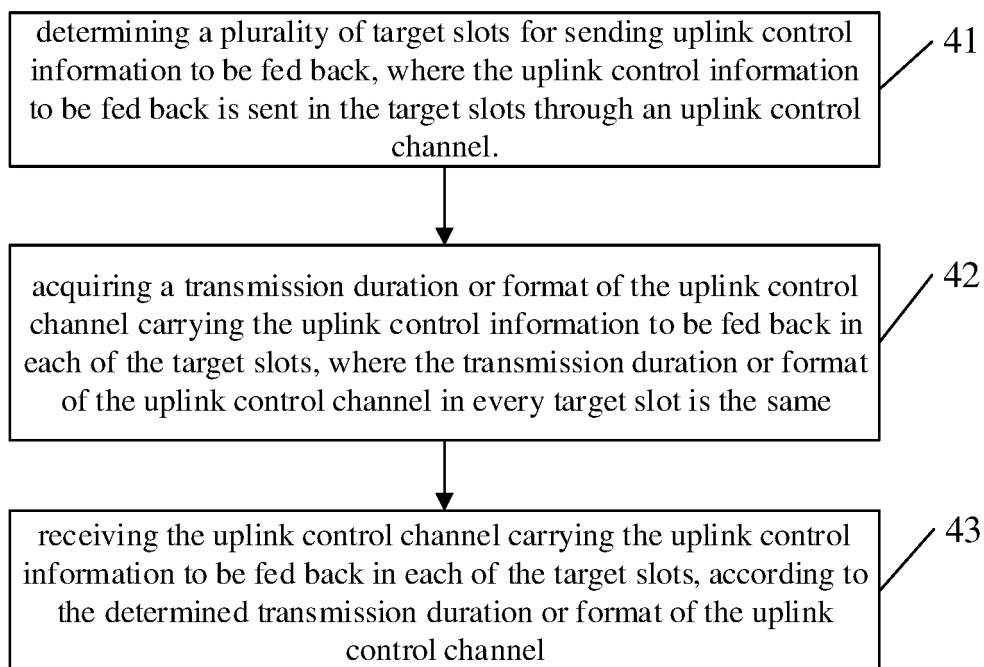 determining a plurality of target slots for sending uplink control
information to be fed back, where the uplink control information
to be fed back is sent in the target slots through an uplink control
channel.
41
acquiring a transmission duration or format of the uplink control
channel carrying the uplink control information to be fed back in
each of the target slots, where the transmission duration or format
of the uplink control channel in every target slot is the same
42
receiving the uplink control channel carrying the uplink control
information to be fed back in each of the target slots, according to
the determined transmission duration or format of the uplink
control channel
43